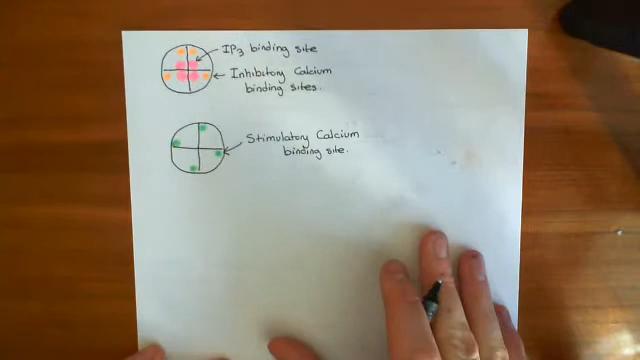 IP3 binding site
Inhibitory Calcium
binding sites.
Stimulatory Calcium
binding site.